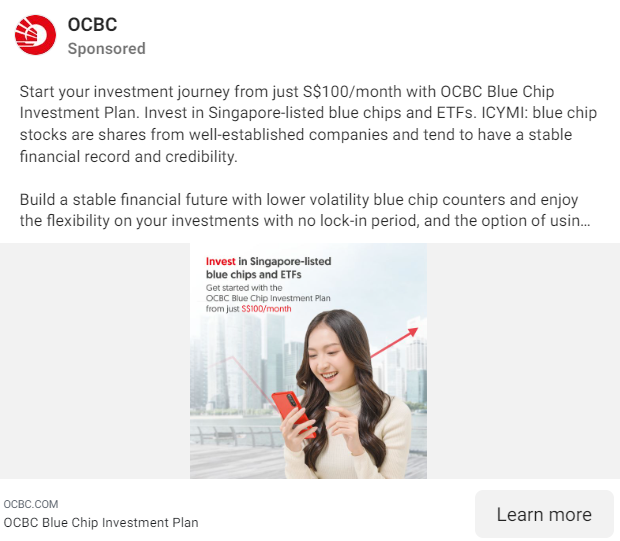 OCBC
Sponsored
Start your investment journey from just S$100/month with OCBC Blue Chip
Investment Plan. Invest in Singapore-listed blue chips and ETFs. ICYMI: blue chip
stocks are shares from well-established companies and tend to have a stable
financial record and credibility.
Build a stable financial future with lower volatility blue chip counters and enjoy
the flexibility on your investments with no lock-in period, and the option of usin...
Invest in Singapore-listed
blue chips and ETFs
Get started with the
OCBC Blue Chip Investment Plan
from just S$100/month
OCBC.COM
OCBC Blue Chip Investment Plan
Learn more